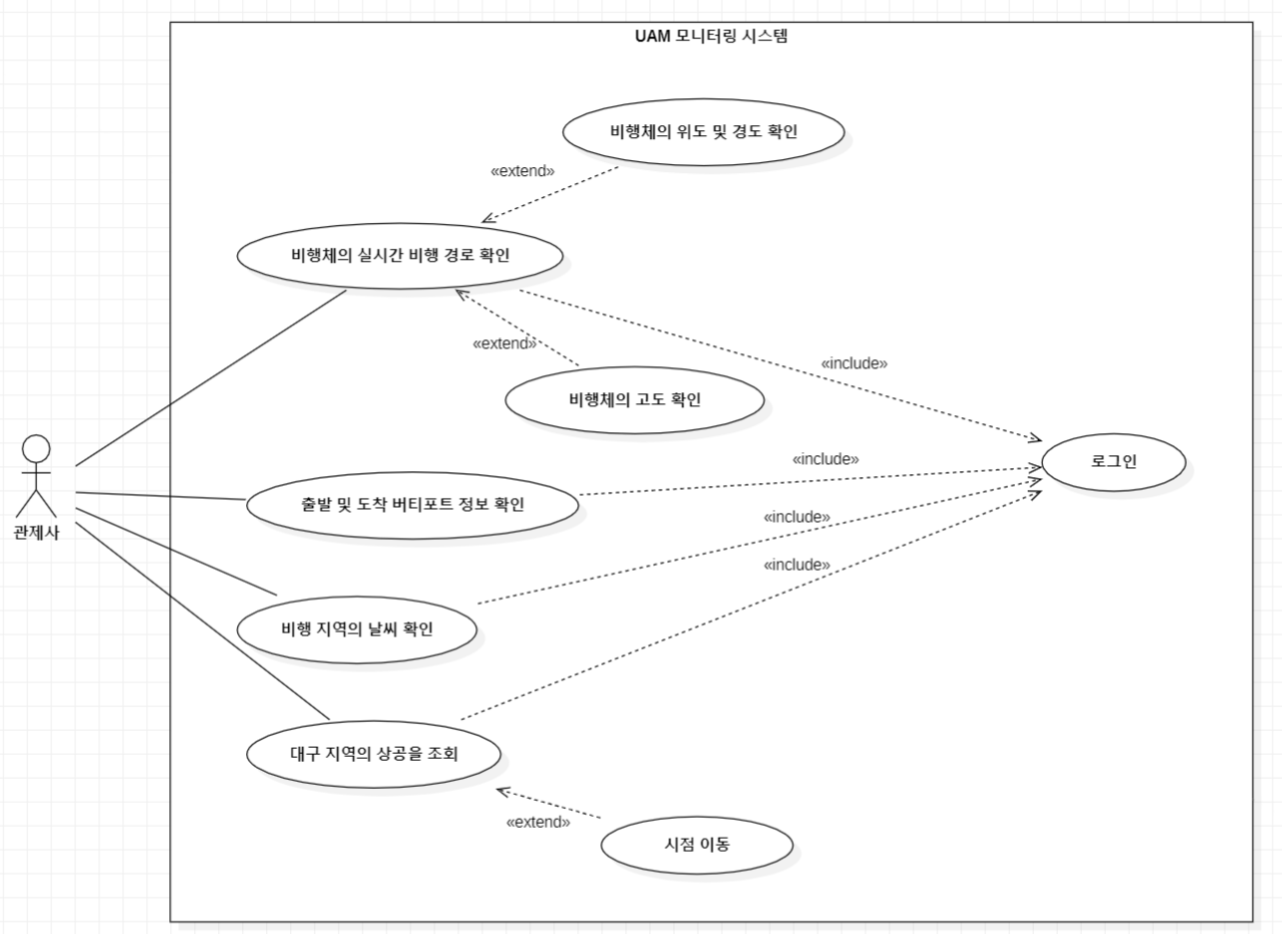 UAM 모니터링 시스템
비행체의 위도 및 경도 확인
«extend»
비행체의 실시간 비행 경로 확인
«extend»
«include»
비행체의 고도 확인
관제사
«include»
로그인
출발 및 도착 버티포트 정보 확인
«include»
«include»
비행 지역의 날씨 확인
대구 지역의 상공을 조회
«extend»
시점 이동